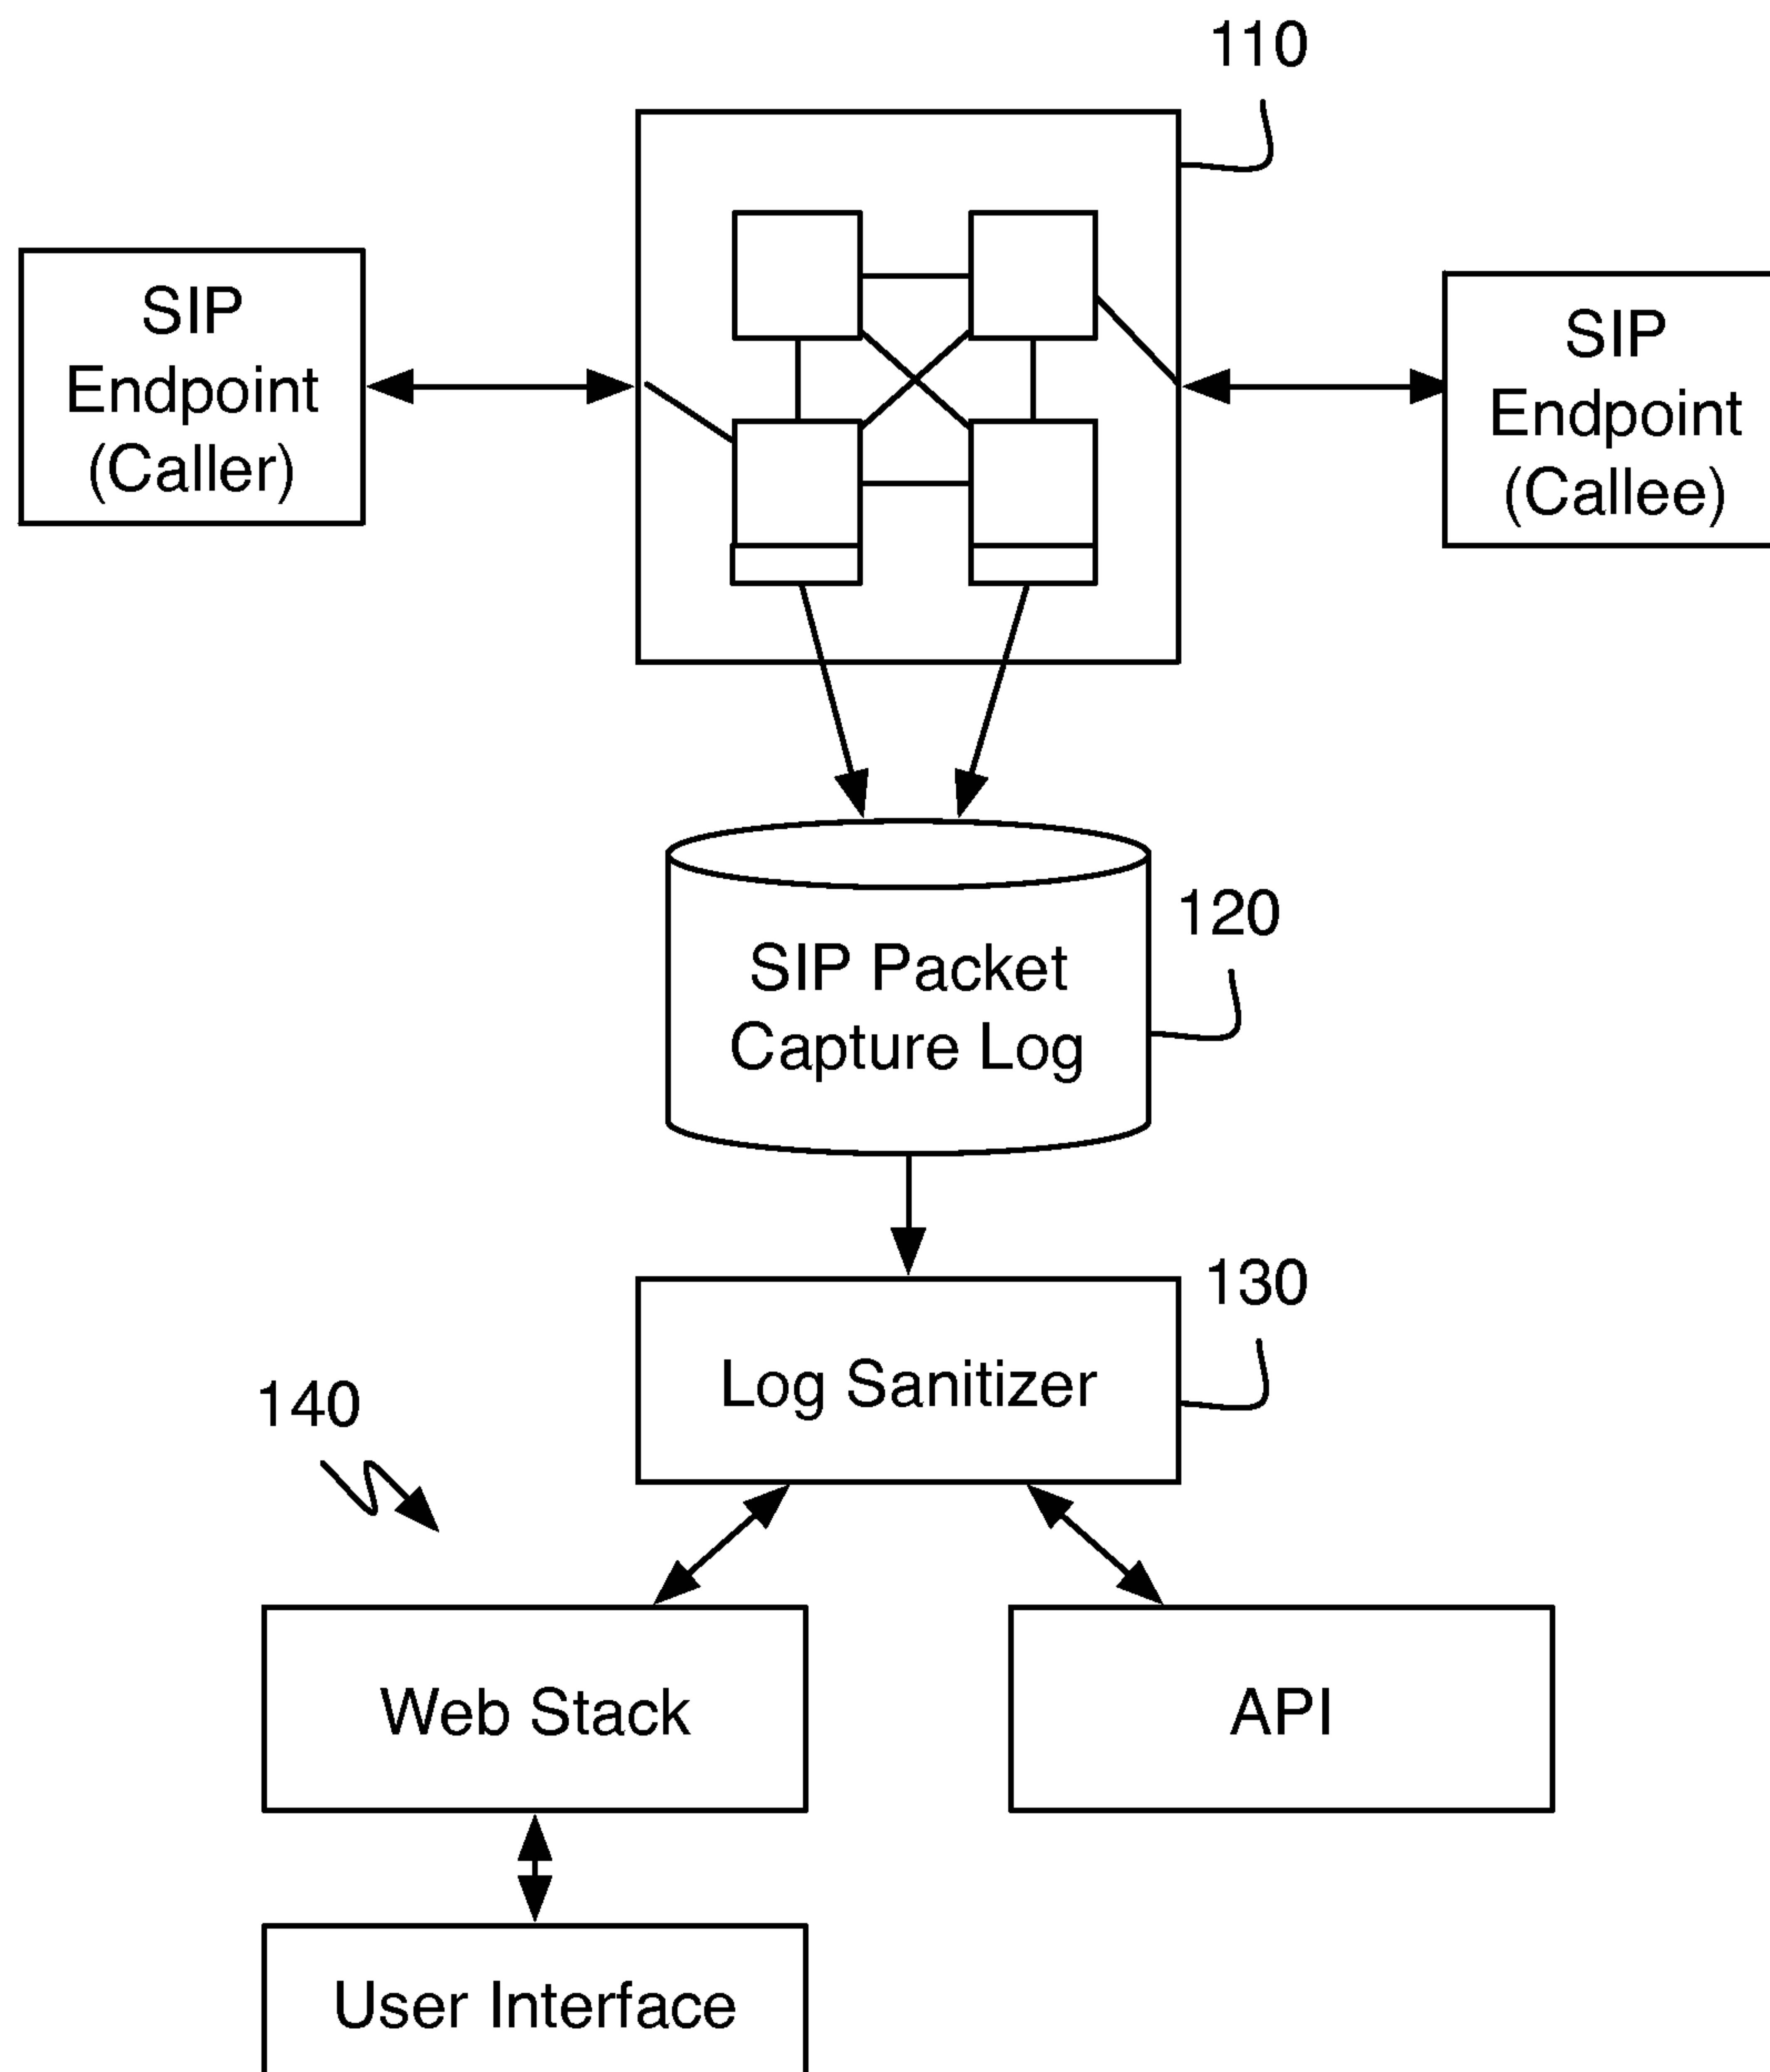 110
SIP
Endpoint
(Caller)
SIP
Endpoint
(Callee)
120
SIP Packet
Capture Log
130
Log Sanitizer
140
Web Stack
API
User Interface